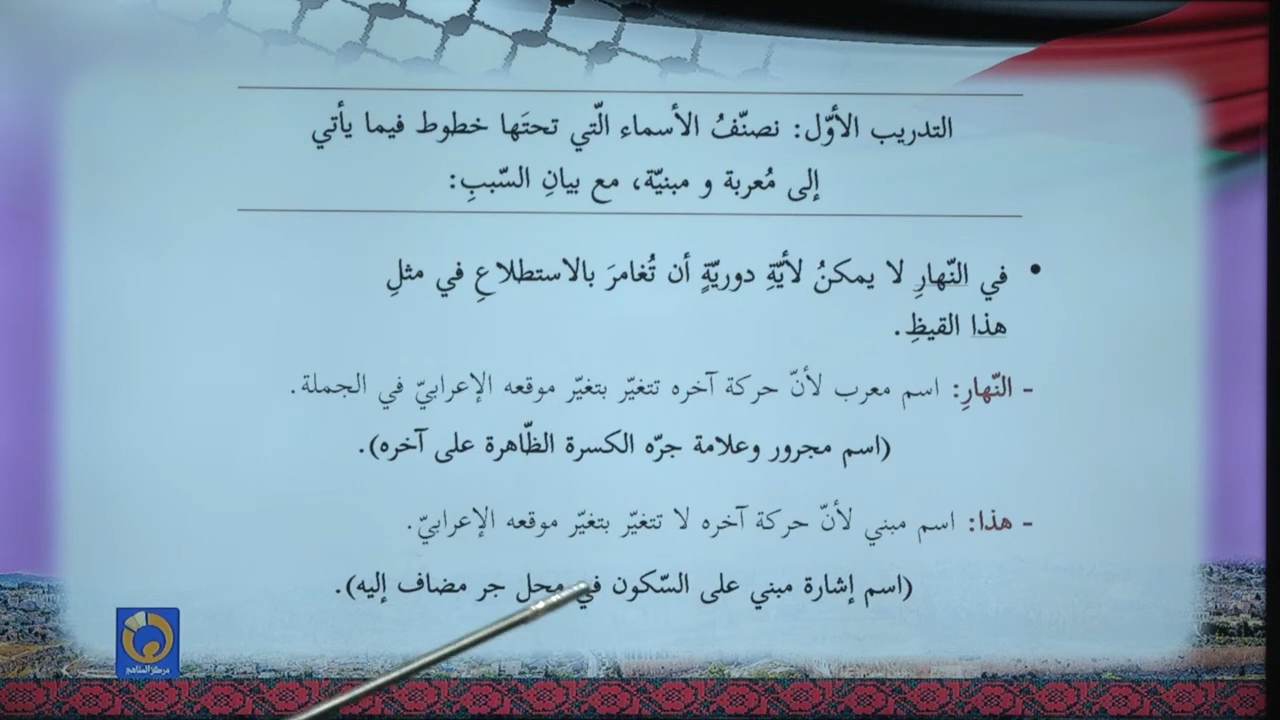 التدريب الأوّل: نصنّفُ الأسماء الّتي تحتَها خطوط فيما يأتي
إلى مُعربة و مبنيّة، مع بيانِ السّببِ:
• في النّهارِ لا يمكنُ لأيّةِ دوريّةٍ أن تُغامرَ بالاستطلاعِ في مثلِ
هذا القيظِ.
- النّهارِ: اسم معرب لأنّ حركة آخره تتغيّر بتغيّر موقعه الإعرابيّ في الجملة.
(اسم مجرور وعلامة جرّه الكسرة الظّاهرة على آخره).
- هذا: اسم مبني لأنّ حركة آخره لا تتغيّر بتغيّر موقعه الإعرابيّ.
(اسم إشارة مبني على السّكون في محل جر مضاف إليه).
مركز المناهج